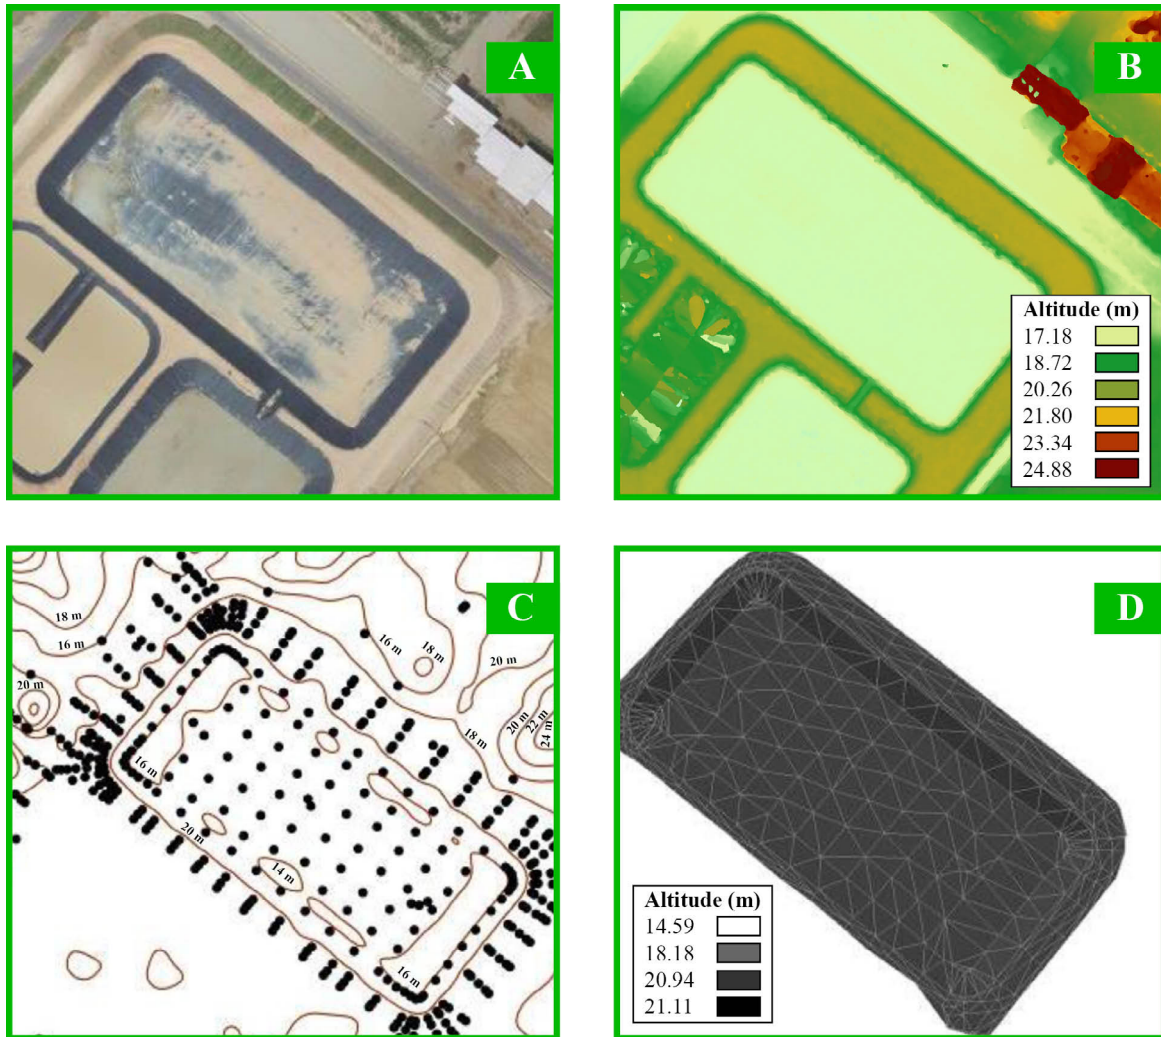 A
B
Altitude (m)
17.18
18.72
20.26
21.80
23.34
24.88
C
18 m
16 m
20 m
16 m
18 m
20 m
18 m
20 m
22 m
24 m
16 m
20 m
14 m
16 m
D
Altitude (m)
14.59
18.18
20.94
21.11